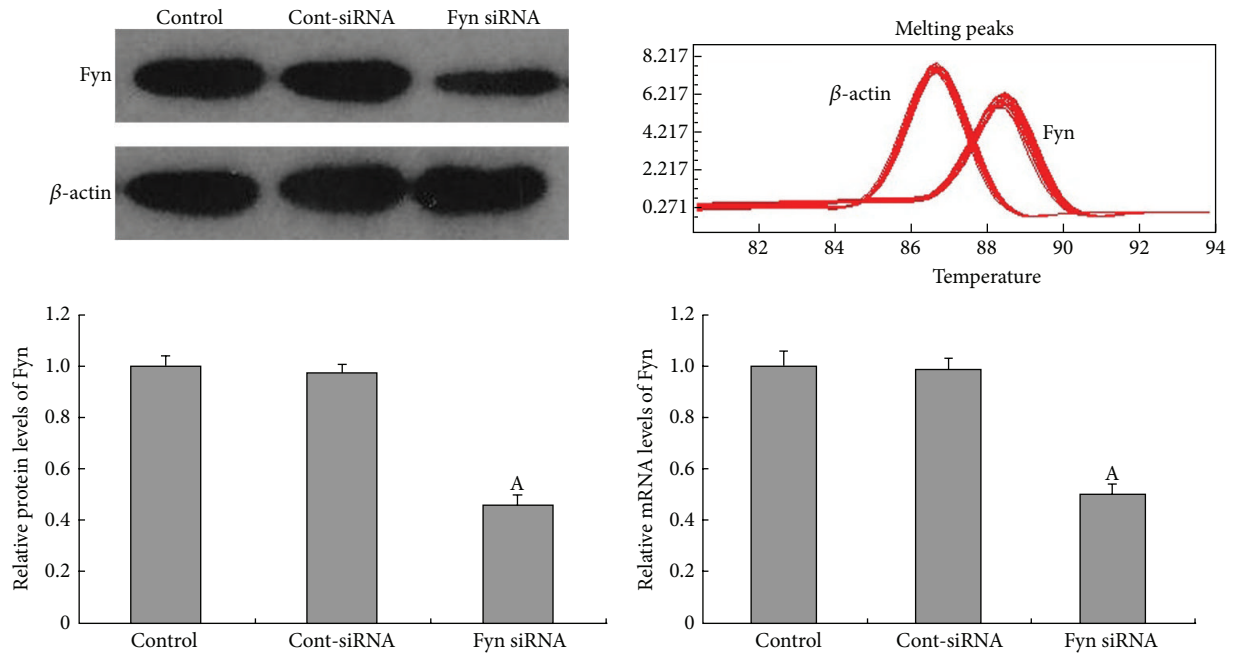 Control Cont-siRNA Fyn siRNA
Fyn
β-actin
Melting peaks
8.217
6.217
4.217
2.217
0.271
β-actin
Fyn
82 84 86 88 90 92 94
Temperature
Relative protein levels of Fyn
1.2
1.0
0.8
0.6
0.4
0.2
0
A
Control Cont-siRNA Fyn siRNA
Relative mRNA levels of Fyn
1.2
1.0
0.8
0.6
0.4
0.2
0
A
Control Cont-siRNA Fyn siRNA